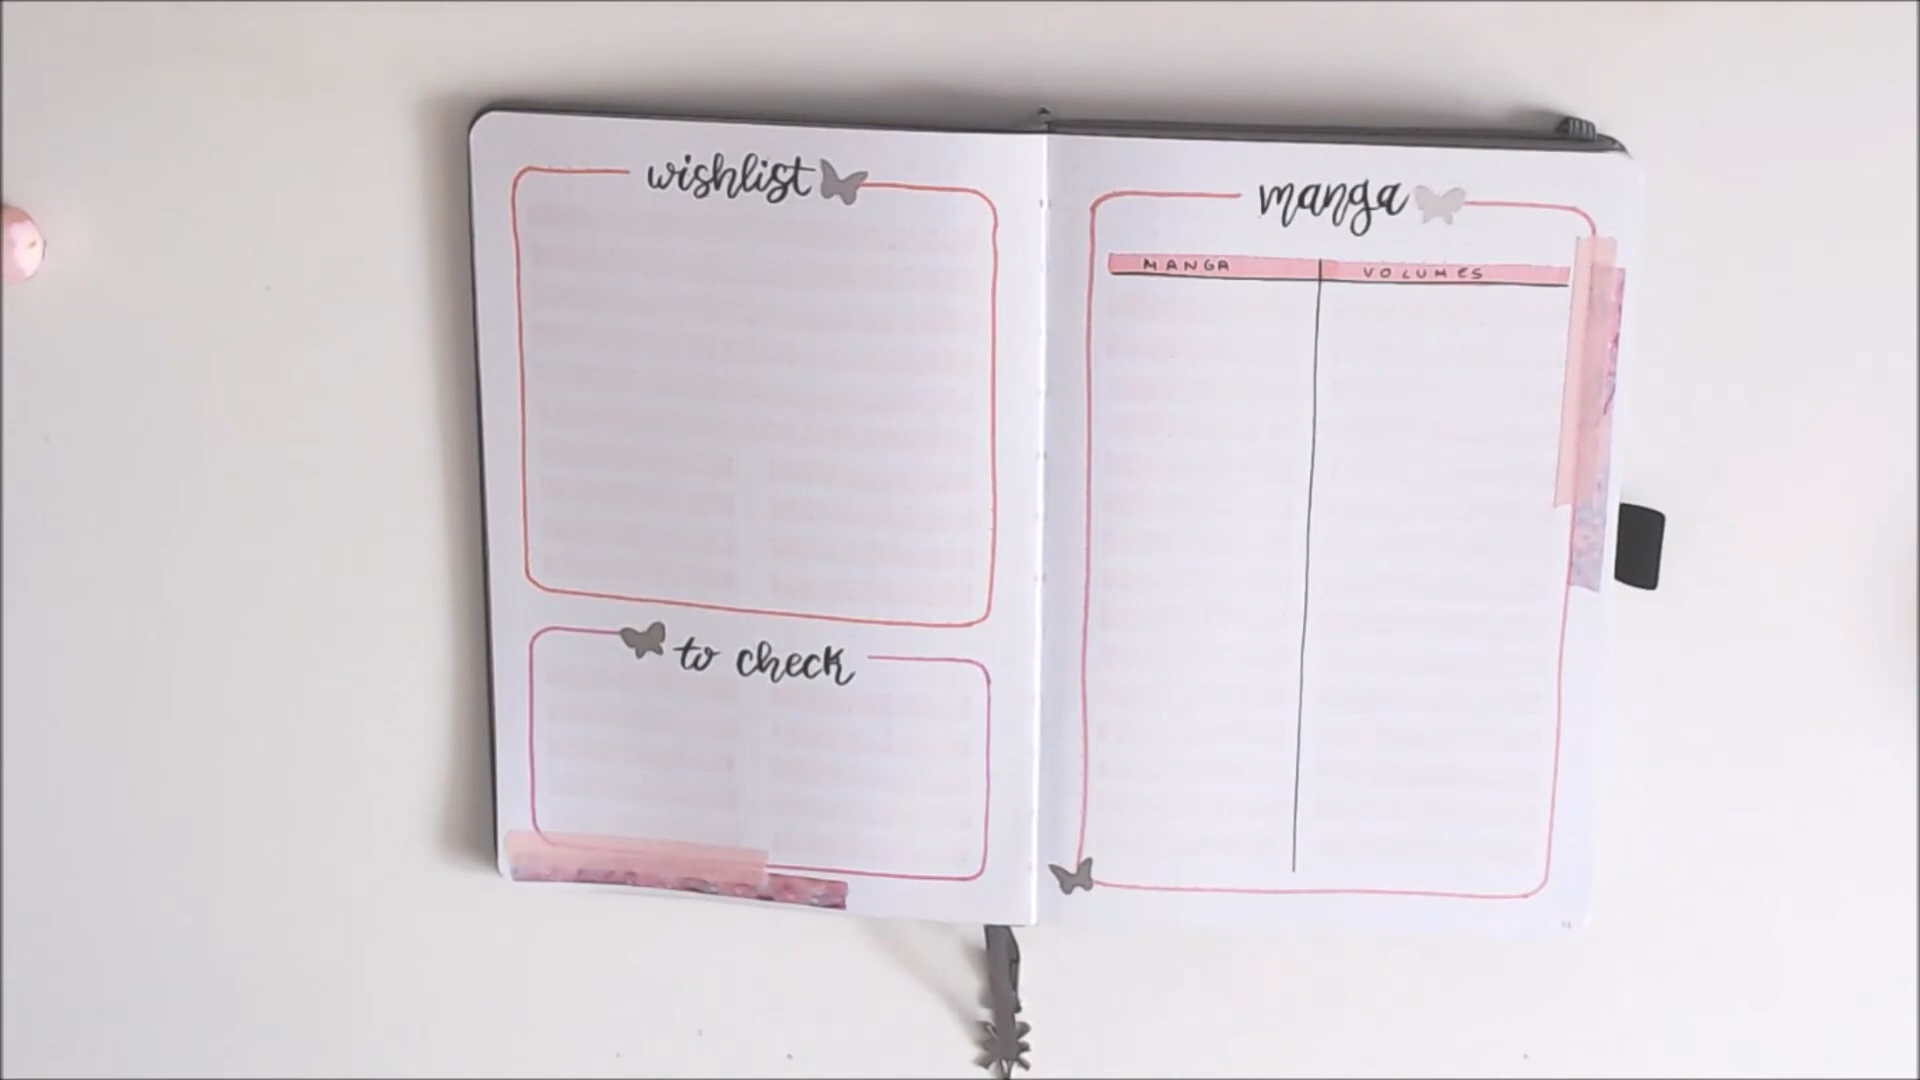 wishlist
to check
manga
MANGA VOLUMES